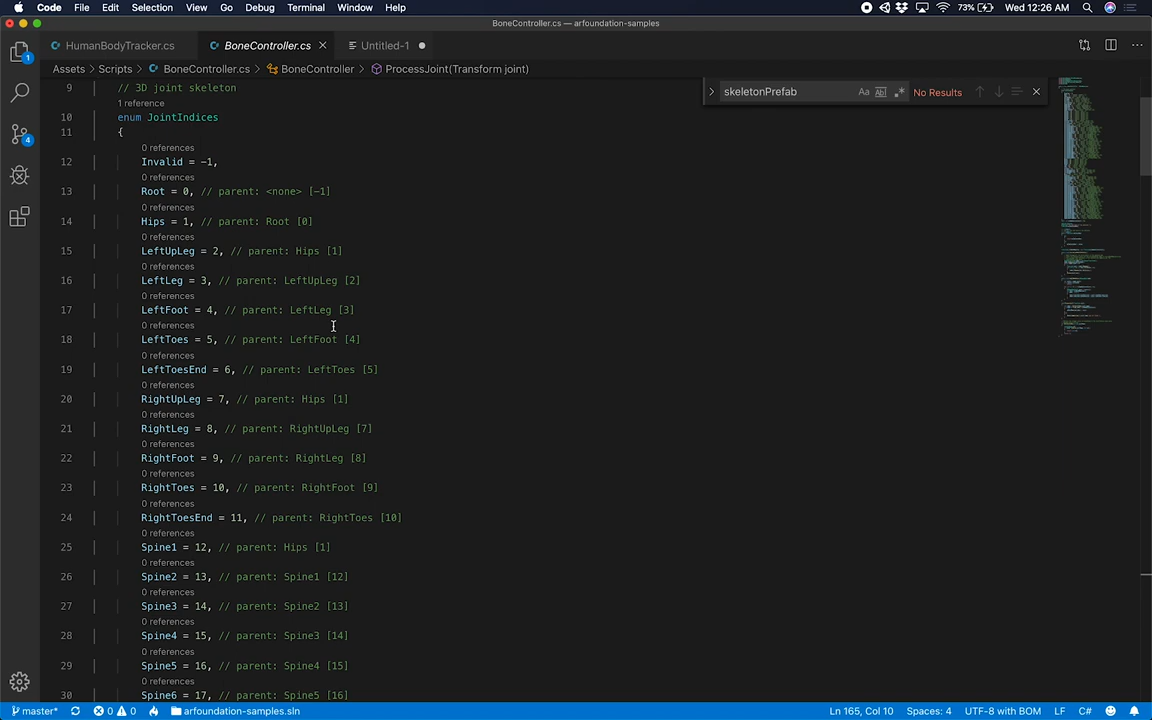 Code File Edit Selection View Go Debug Terminal Window Help 73% Wed 12:26 AM
BoneController.cs — arfoundation-samples
HumanBodyTracker.cs BoneController.cs Untitled-1
Assets > Scripts > BoneController.cs > BoneController > ProcessJoint(Transform joint)
skeletonPrefab Aa Abl .* No Results
9 // 3D joint skeleton
1 reference
10 enum JointIndices
11 {
0 references
12 Invalid = -1,
0 references
13 Root = 0, // parent: <none> [-1]
0 references
14 Hips = 1, // parent: Root [0]
0 references
15 LeftUpLeg = 2, // parent: Hips [1]
0 references
16 LeftLeg = 3, // parent: LeftUpLeg [2]
0 references
17 LeftFoot = 4, // parent: LeftLeg [3]
0 references
18 LeftToes = 5, // parent: LeftFoot [4]
0 references
19 LeftToesEnd = 6, // parent: LeftToes [5]
0 references
20 RightUpLeg = 7, // parent: Hips [1]
0 references
21 RightLeg = 8, // parent: RightUpLeg [7]
0 references
22 RightFoot = 9, // parent: RightLeg [8]
0 references
23 RightToes = 10, // parent: RightFoot [9]
0 references
24 RightToesEnd = 11, // parent: RightToes [10]
0 references
25 Spine1 = 12, // parent: Hips [1]
0 references
26 Spine2 = 13, // parent: Spine1 [12]
0 references
27 Spine3 = 14, // parent: Spine2 [13]
0 references
28 Spine4 = 15, // parent: Spine3 [14]
0 references
29 Spine5 = 16, // parent: Spine4 [15]
0 references
30 Spine6 = 17, // parent: Spine5 [16]
1
4
master* 0 0 arfoundation-samples.sln Ln 165, Col 10 Spaces: 4 UTF-8 with BOM LF C#